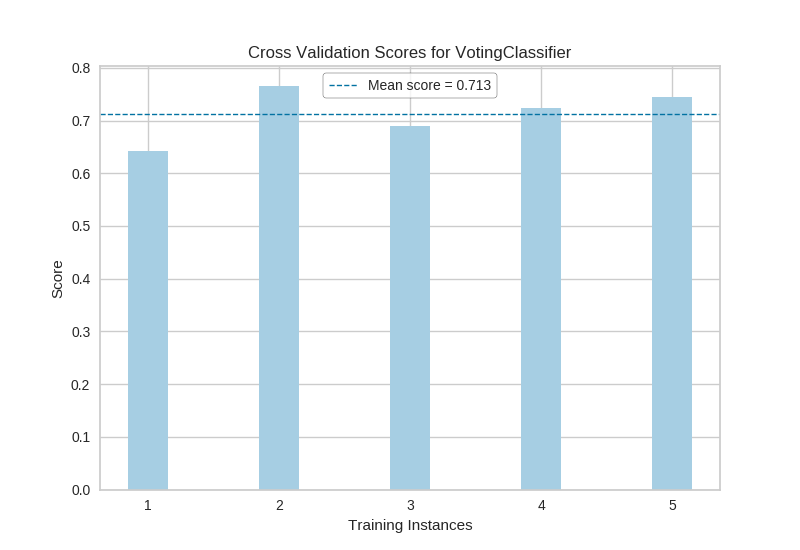 Cross Validation Scores for VotingClassifier
Mean score = 0.713
0.8
0.7
0.6
0.5
0.4
0.3
0.2
0.1
0.0
Score
1 2 3 4 5
Training Instances